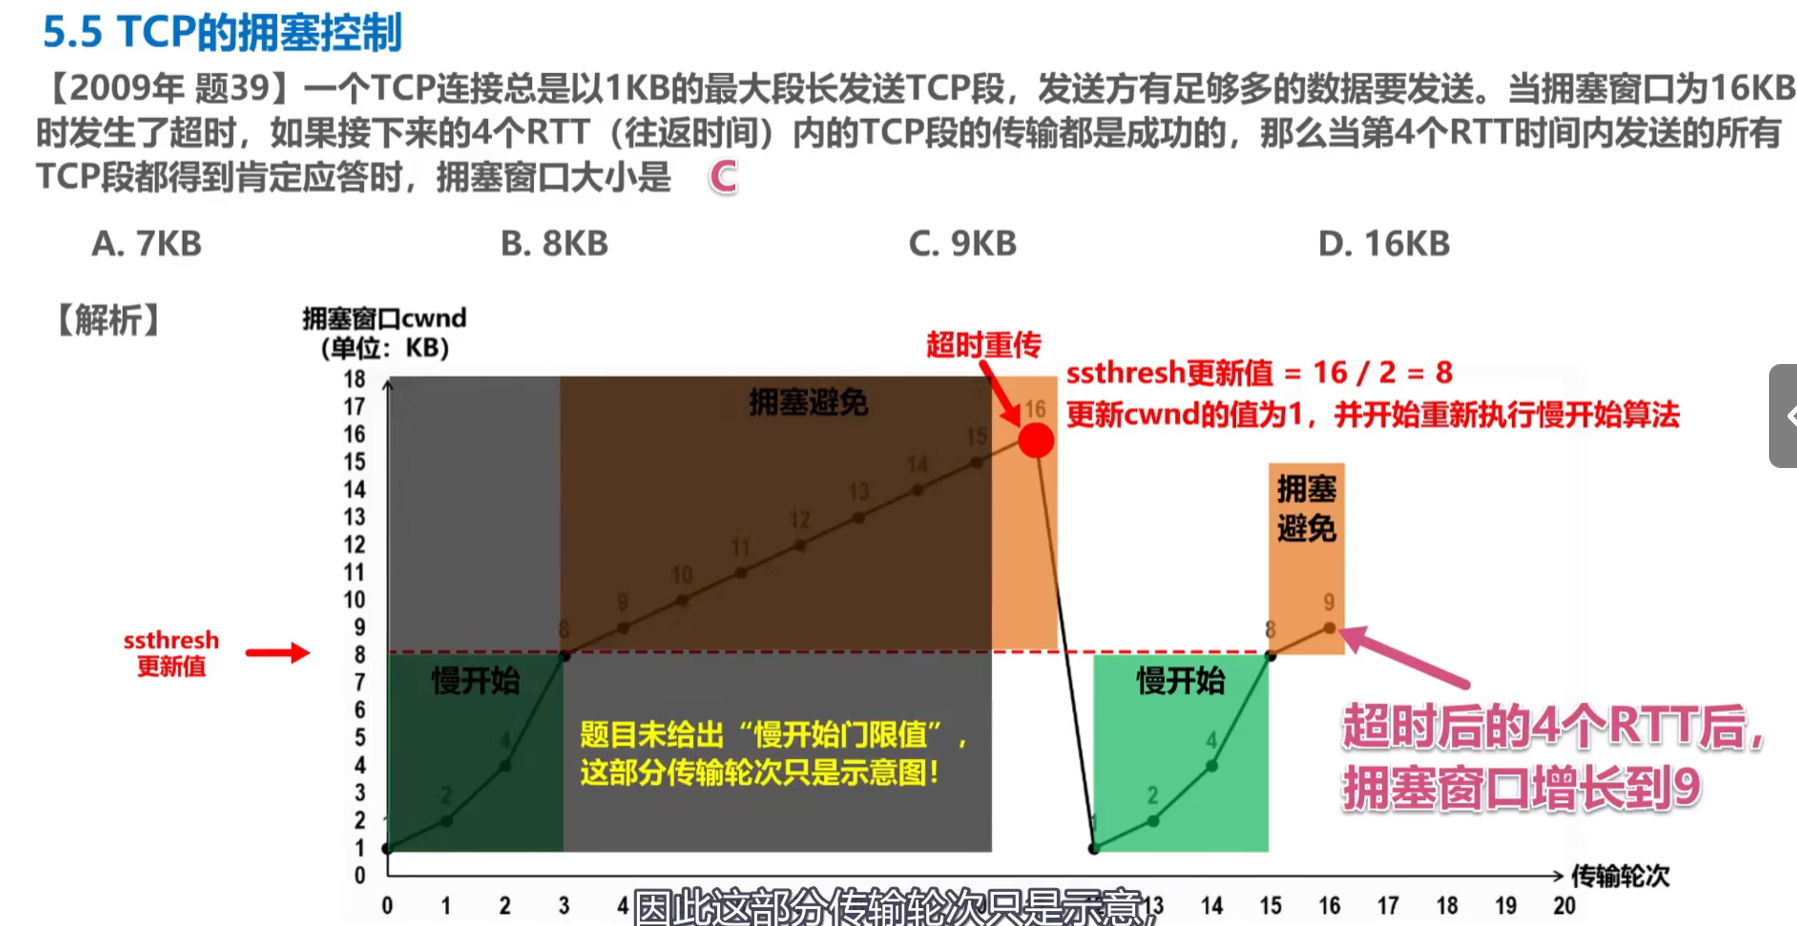 5.5 TCP的拥塞控制
【2009年 题39】一个TCP连接总是以1KB的最大段长发送TCP段，发送方有足够多的数据要发送。当拥塞窗口为16KB
时发生了超时，如果接下来的4个RTT（往返时间）内的TCP段的传输都是成功的，那么当第4个RTT时间内发送的所有
TCP段都得到肯定应答时，拥塞窗口大小是 C
A. 7KB B. 8KB C. 9KB D. 16KB
【解析】
拥塞窗口cwnd
（单位：KB）
超时重传
ssthresh更新值 = 16 / 2 = 8
更新cwnd的值为1，并开始重新执行慢开始算法
拥塞避免
拥塞
避免
18
17
16
15
14
13
12
11
10
9
8
7
6
5
4
3
2
1
0
2
4
8
9
10
11
12
13
14
15
16
1
2
4
8
9
ssthresh
更新值
慢开始
慢开始
题目未给出“慢开始门限值”，
这部分传输轮次只是示意图！
超时后的4个RTT后，
拥塞窗口增长到9
传输轮次
0 1 2 3 4 13 14 15 16 17 18 19 20
因此这部分传输轮次只是示意，